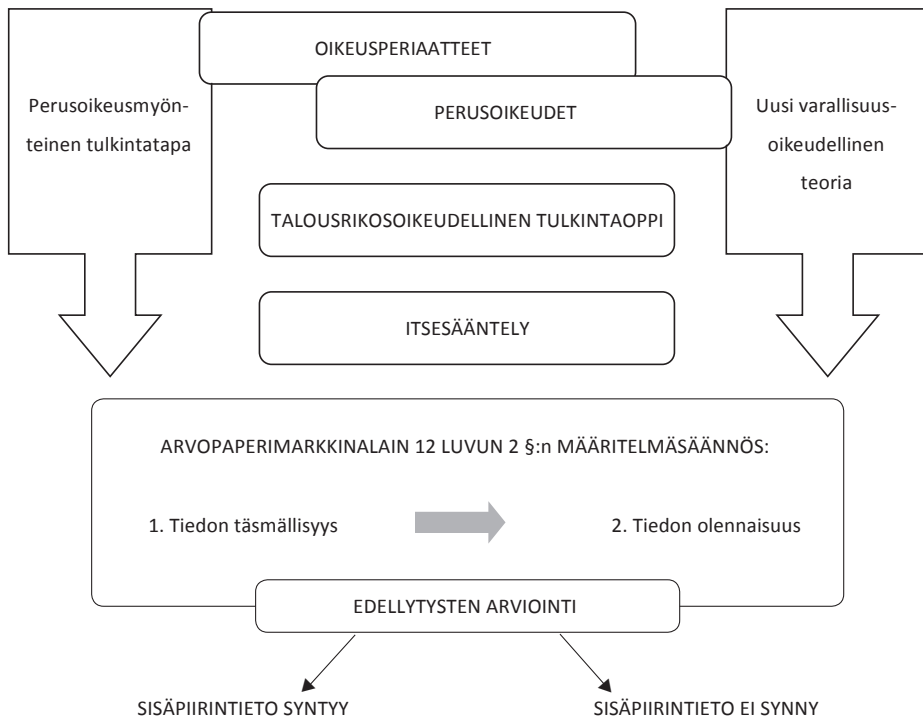 OIKEUSPERIAATTEET
Perusoikeusmyön-
teinen tulkintatapa
PERUSOIKEUDET
Uusi varallisuus-
oikeudellinen
teoria
TALOUSRIKOSOIKEUDELLINEN TULKINTAOPPI
ITSESÄÄNTELY
ARVOPAPERIMARKKINALAIN 12 LUVUN 2 §:n MÄÄRITELMÄSÄÄNNÖS:
1. Tiedon täsmällisyys
2. Tiedon olennaisuus
EDELLYTYSTEN ARVIOINTI
SISÄPIIRINTIETO SYNTYY
SISÄPIIRINTIETO EI SYNNY